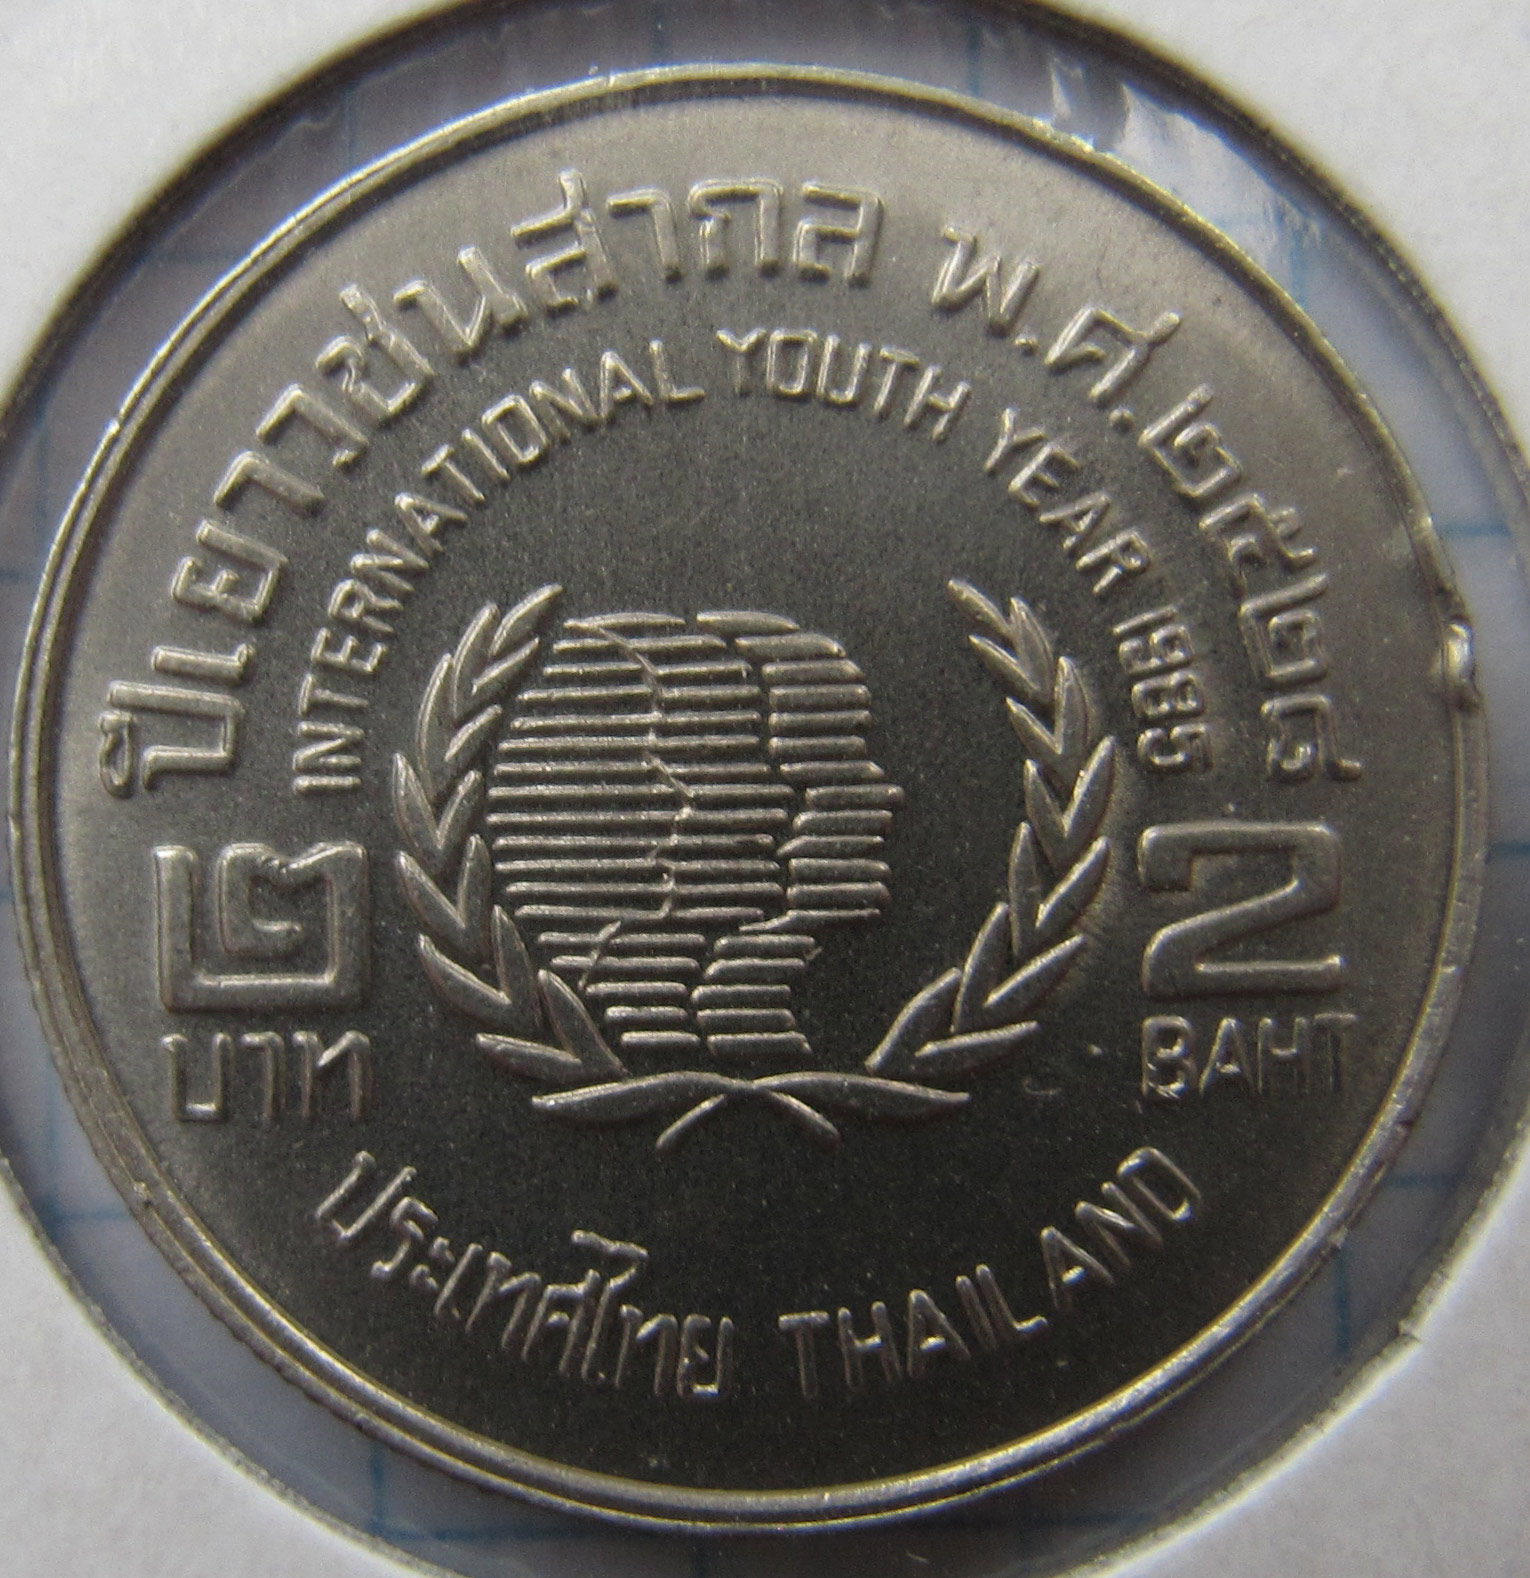 ปีเยาวชนสากล พ.ศ.๒๕๒๘
INTERNATIONAL YOUTH YEAR 1985
๒
บาท
2
BAHT
ประเทศไทย THAILAND